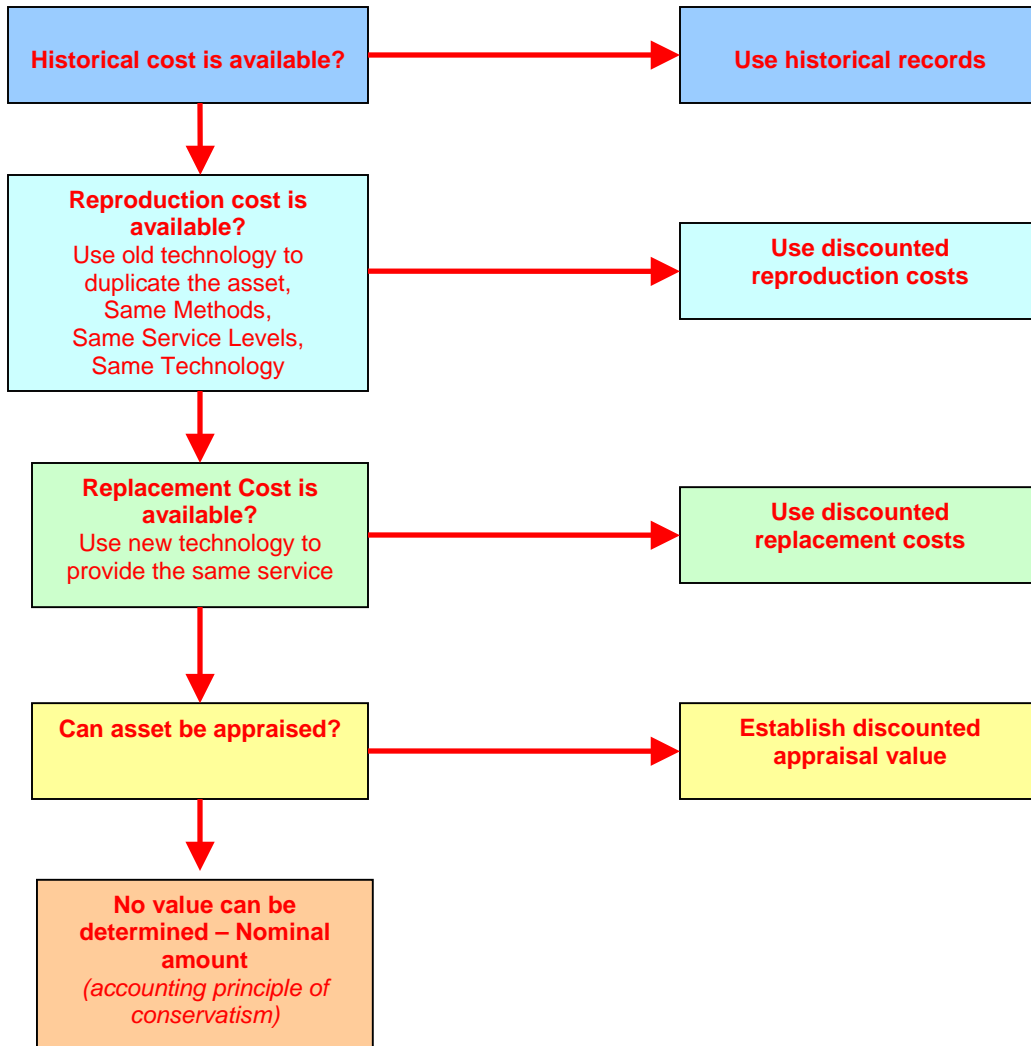 Historical cost is available?
Use historical records
Reproduction cost is
available?
Use old technology to
duplicate the asset,
Same Methods,
Same Service Levels,
Same Technology
Use discounted
reproduction costs
Replacement Cost is
available?
Use new technology to
provide the same service
Use discounted
replacement costs
Can asset be appraised?
Establish discounted
appraisal value
No value can be
determined – Nominal
amount
(accounting principle of
conservatism)